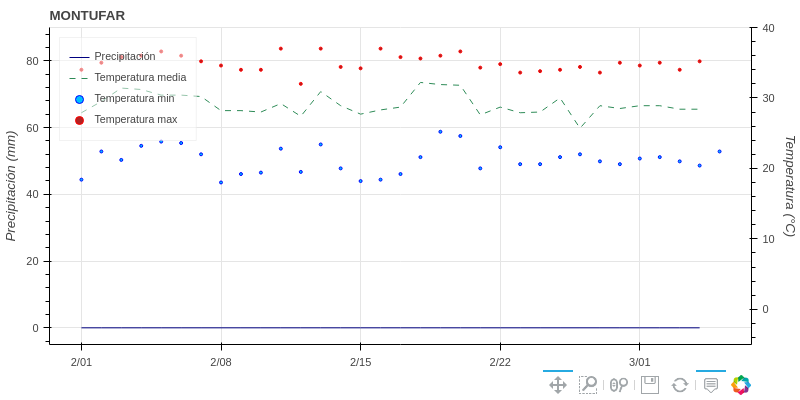 MONTUFAR
Precipitación
Temperatura media
Temperatura min
Temperatura max
80
60
40
20
0
Precipitación (mm)
40
30
20
10
0
Temperatura (°C)
2/01
2/08
2/15
2/22
3/01